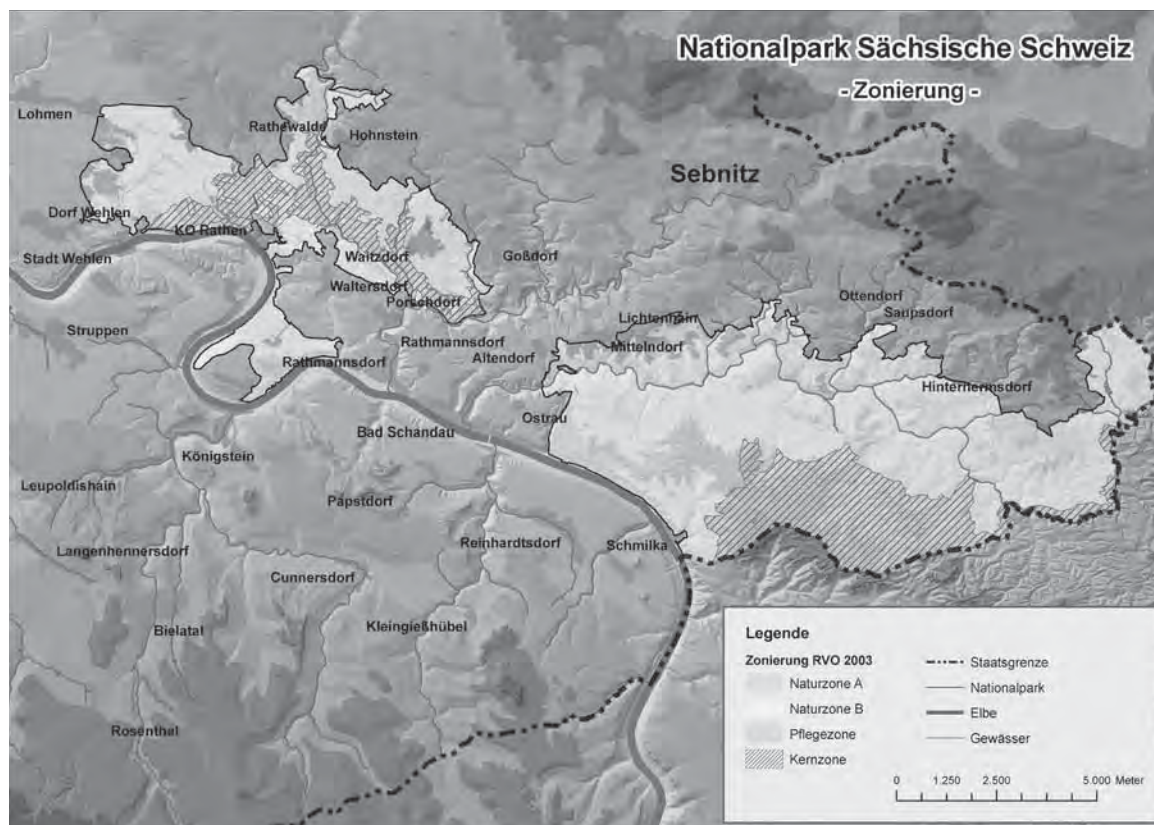 Nationalpark Sächsische Schweiz
- Zonierung -
Lohmen
Rathewalde
Hohnstein
Sebnitz
Dorf Wehlen
KO Rathen
Stadt Wehlen
Waitzdorf
Goßdorf
Waltersdorf
Porschdorf
Ottendorf
Saupsdorf
Lichtenhain
Struppen
Rathmannsdorf
Mittelndorf
Altendorf
Rathmannsdorf
Hinterhermsdorf
Ostrau
Bad Schandau
Königstein
Leupoldishain
Papstdorf
Reinhardtsdorf
Schmilka
Langenhennersdorf
Cunnersdorf
Bielatal
Kleingießhübel
Rosenthal
Legende
Zonierung RVO 2003
Naturzone A
Naturzone B
Pflegezone
Kernzone
Staatsgrenze
Nationalpark
Elbe
Gewässer
0 1.250 2.500 5.000 Meter